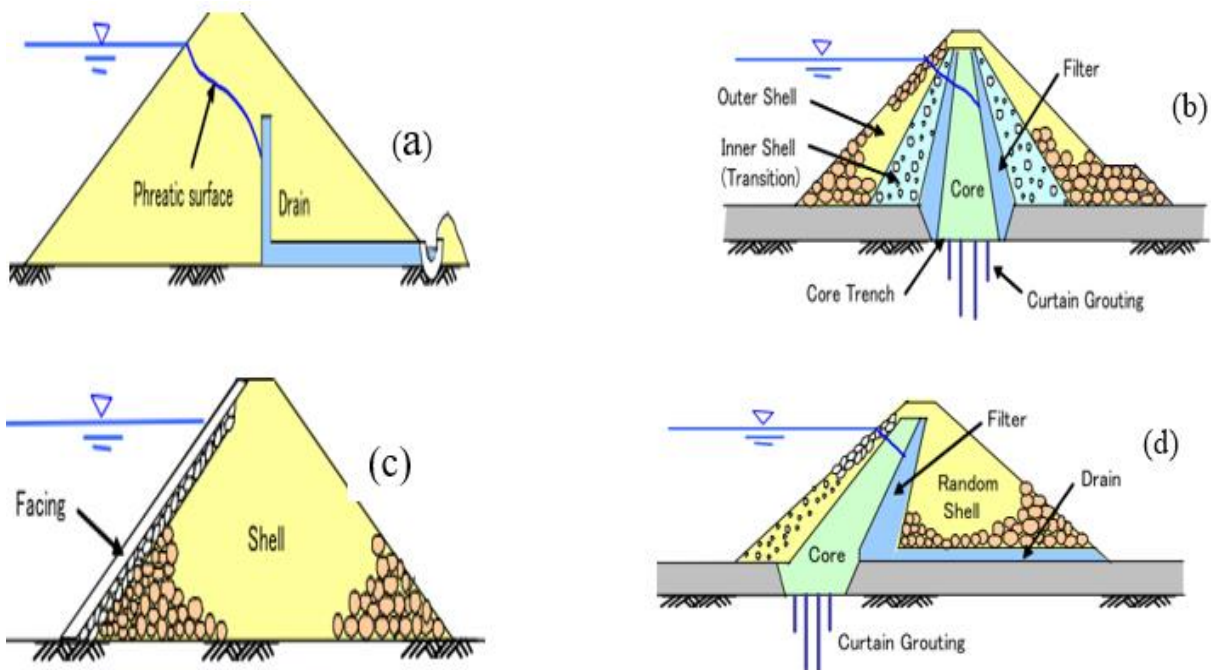 (a)
Phreatic surface
Drain
(b)
Filter
Outer Shell
Inner Shell
(Transition)
Core
Core Trench
Curtain Grouting
(c)
Facing
Shell
(d)
Filter
Drain
Random
Shell
Core
Curtain Grouting